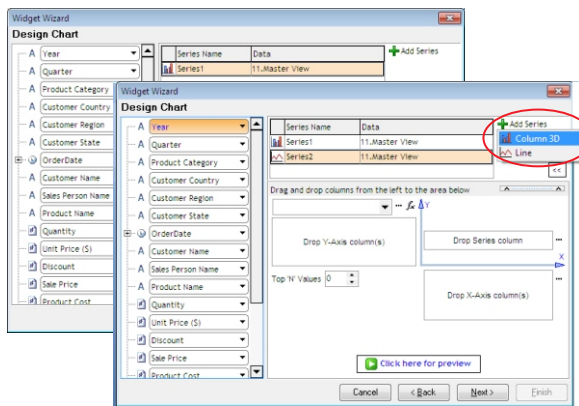 Widget Wizard
Design Chart
A Year
A Quarter
A Product Category
A Customer Country
A Customer Region
A Customer State
OrderDate
A Customer Name
A Sales Person Name
A Product Name
# Quantity
# Unit Price ($)
# Discount
# Sale Price
# Product Cost
Series Name Data
Series1 11.Master View
Add Series
Widget Wizard
Design Chart
A Year
A Quarter
A Product Category
A Customer Country
A Customer Region
A Customer State
OrderDate
A Customer Name
A Sales Person Name
A Product Name
# Quantity
# Unit Price ($)
# Discount
# Sale Price
# Product Cost
Series Name Data
Series1 11.Master View
Series2 11.Master View
Add Series
Column 3D
Line
<<
Drag and drop columns from the left to the area below
... fx Y
Drop Y-Axis column(s)
Drop Series column ...
X
Top 'N' Values 0
...
Drop X-Axis column(s)
Click here for preview
Cancel < Back Next > Finish